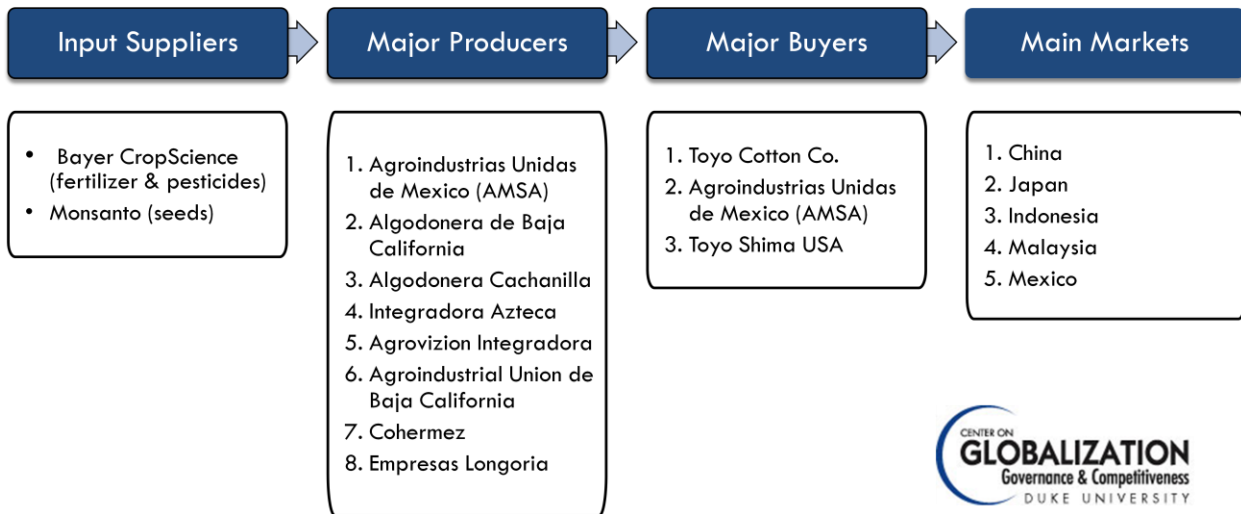 Input Suppliers
Major Producers
Major Buyers
Main Markets
• Bayer CropScience
(fertilizer & pesticides)
• Monsanto (seeds)
1. Agroindustrias Unidas
de Mexico (AMSA)
2. Algodonera de Baja
California
3. Algodonera Cachanilla
4. Integradora Azteca
5. Agrovizion Integradora
6. Agroindustrial Union de
Baja California
7. Cohermez
8. Empresas Longoria
1. Toyo Cotton Co.
2. Agroindustrias Unidas
de Mexico (AMSA)
3. Toyo Shima USA
1. China
2. Japan
3. Indonesia
4. Malaysia
5. Mexico
CENTER ON
GLOBALIZATION
Governance & Competitiveness
DUKE UNIVERSITY